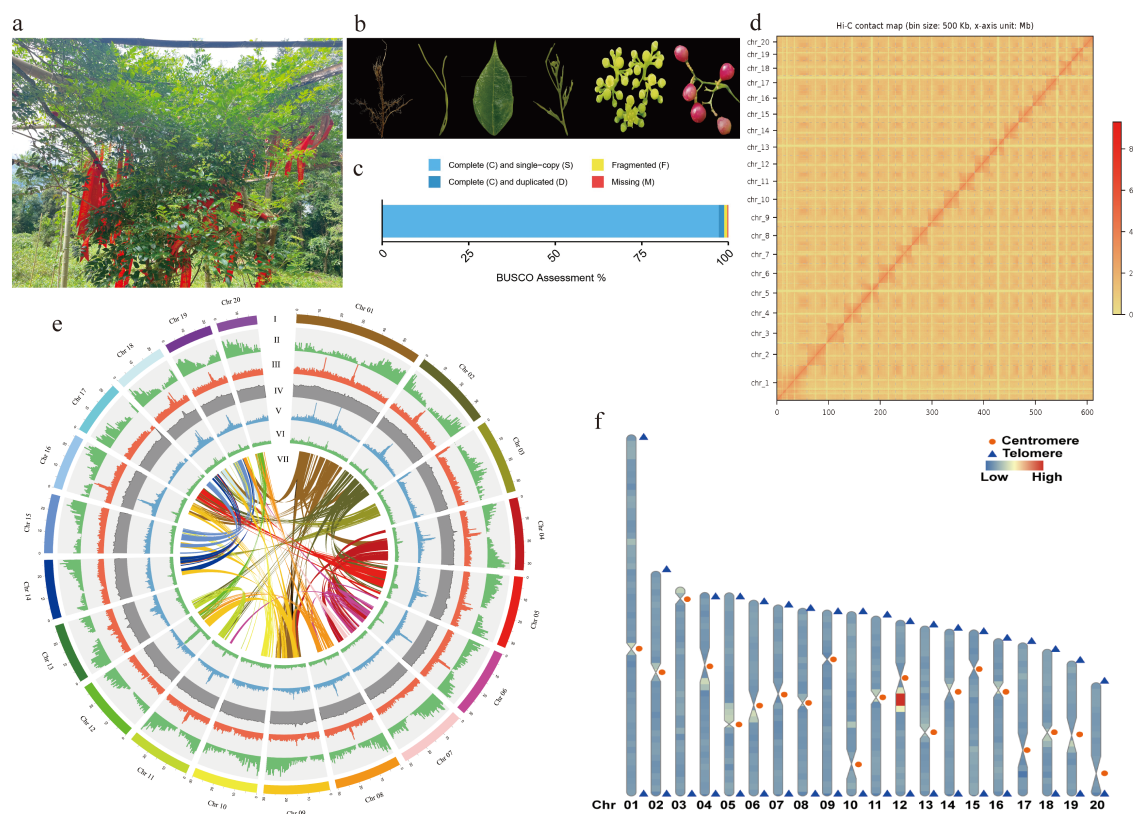 a
b
c
Complete (C) and single-copy (S)
Fragmented (F)
Complete (C) and duplicated (D)
Missing (M)
0
25
50
75
100
BUSCO Assessment %
d
Hi-C contact map (bin size: 500 Kb, x-axis unit: Mb)
chr_20
chr_19
chr_18
chr_17
chr_16
chr_15
chr_14
chr_13
chr_12
chr_11
chr_10
chr_9
chr_8
chr_7
chr_6
chr_5
chr_4
chr_3
chr_2
chr_1
0 100 200 300 400 500 600
8
6
4
2
0
e
I
II
III
IV
V
VI
VII
Chr 01
Chr 02
Chr 03
Chr 04
Chr 05
Chr 06
Chr 07
Chr 08
Chr 09
Chr 10
Chr 11
Chr 12
Chr 13
Chr 14
Chr 15
Chr 16
Chr 17
Chr 18
Chr 19
Chr 20
f
Centromere
Telomere
Low High
Chr 01 02 03 04 05 06 07 08 09 10 11 12 13 14 15 16 17 18 19 20